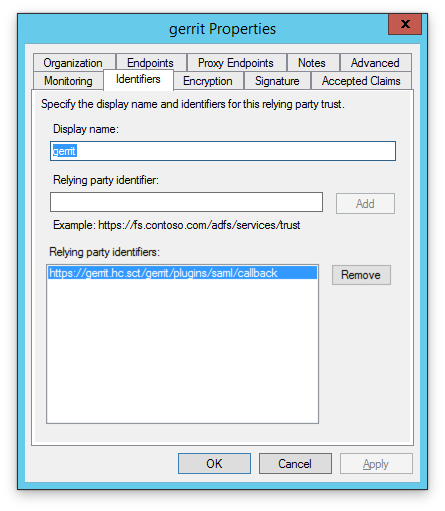 gerrit Properties
x
Organization Endpoints Proxy Endpoints Notes Advanced
Monitoring Identifiers Encryption Signature Accepted Claims
Specify the display name and identifiers for this relying party trust.
Display name:
gerrit
Relying party identifier:
Add
Example: https://fs.contoso.com/adfs/services/trust
Relying party identifiers:
https://gerrit.hc.sct/gerrit/plugins/saml/callback
Remove
OK Cancel Apply